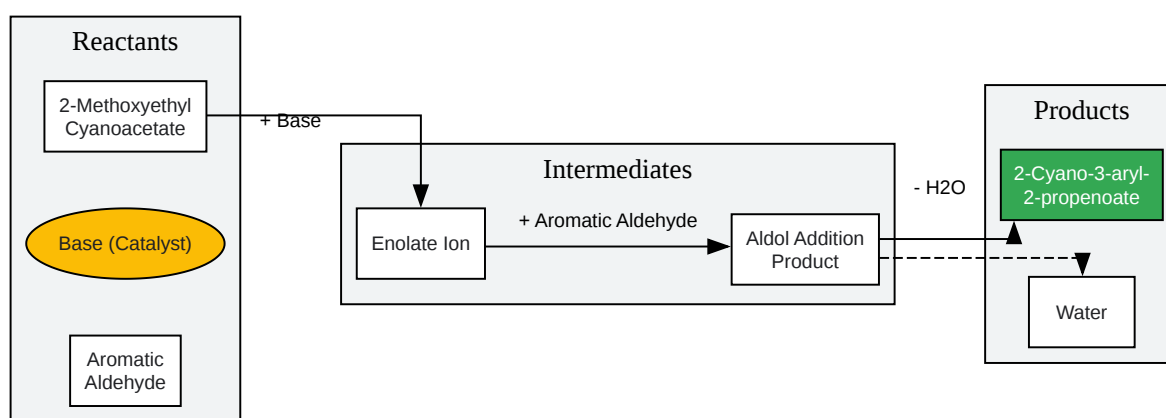 Reactants
2-Methoxyethyl
Cyanoacetate
+ Base
Base (Catalyst)
Aromatic
Aldehyde
Intermediates
Enolate Ion
+ Aromatic Aldehyde
Aldol Addition
Product
- H2O
Products
2-Cyano-3-aryl-
2-propenoate
Water